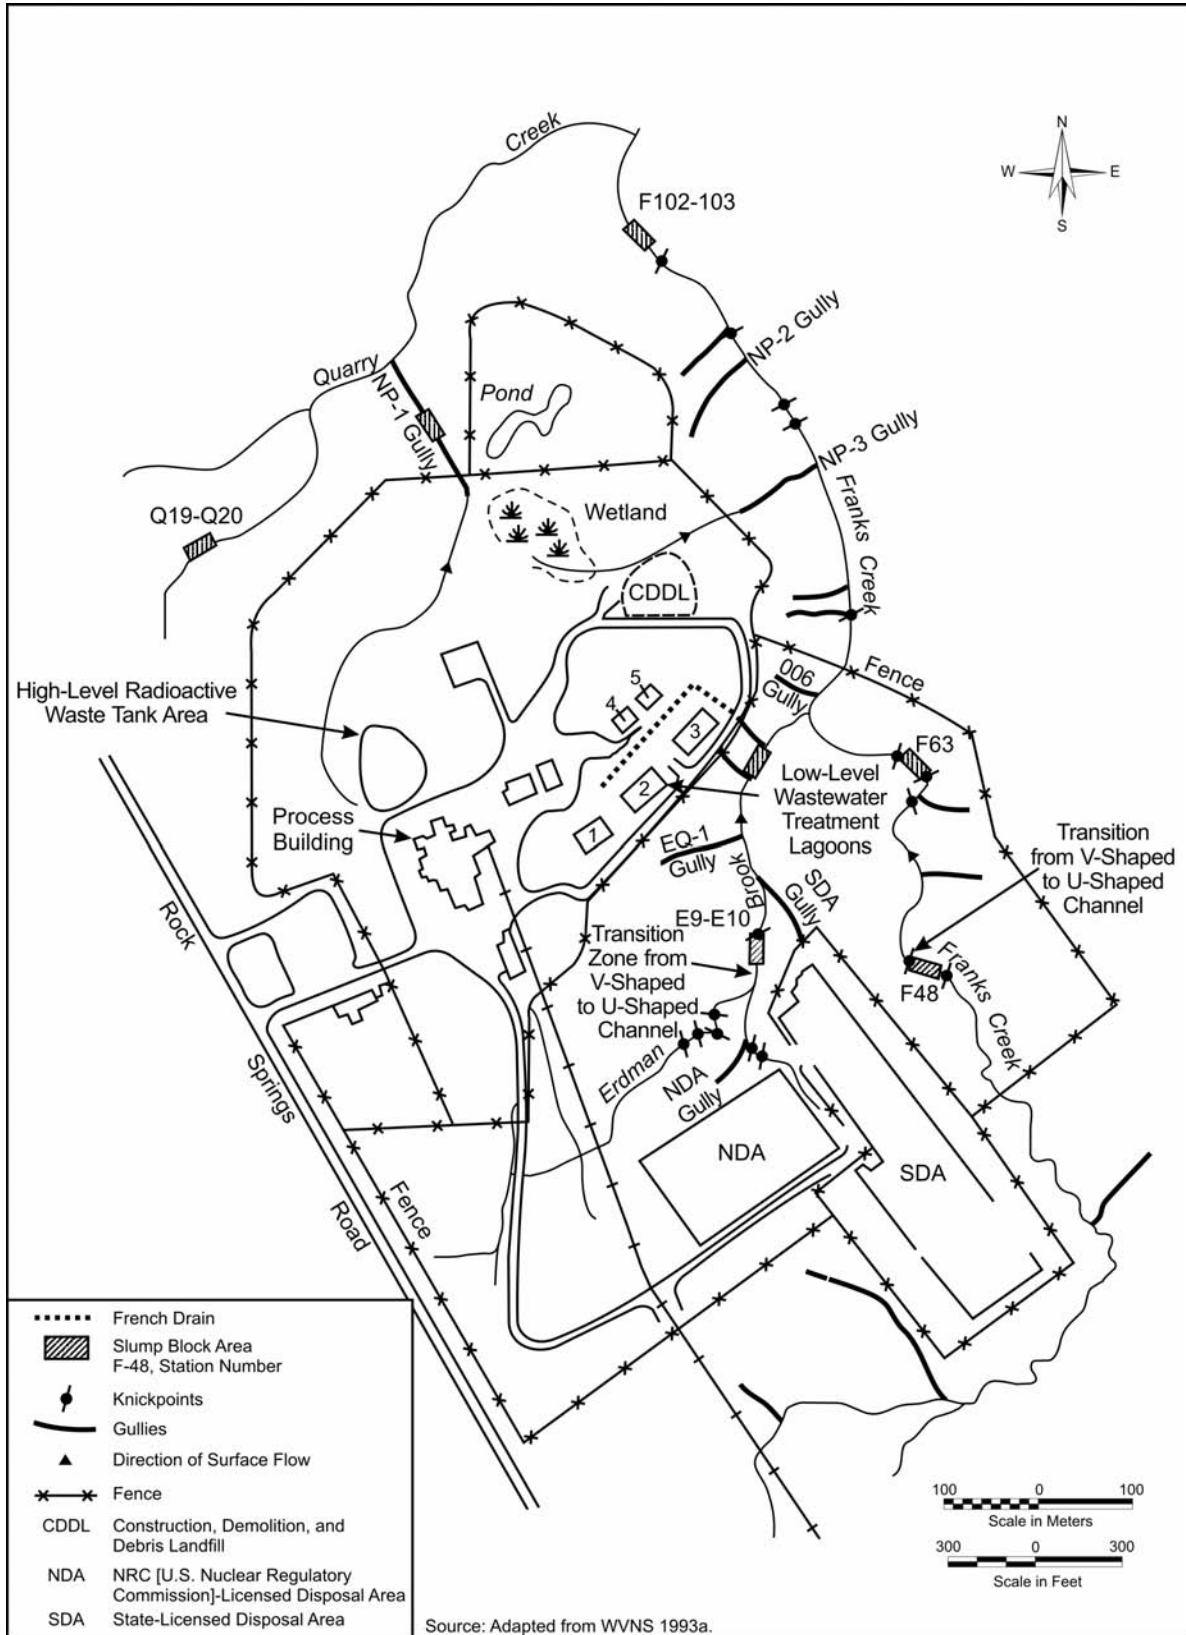 Creek
N
W
E
S
F102-103
NP-2 Gully
Quarry
NP-1 Gully
Pond
NP-3 Gully
Franks Creek
Q19-Q20
Wetland
CDDL
High-Level Radioactive
Waste Tank Area
006
Gully
Fence
5
4
3
2
1
F63
Low-Level
Wastewater
Treatment
Lagoons
Process
Building
Transition
from V-Shaped
to U-Shaped
Channel
EQ-1
Gully
Brook
SDA
Gully
E9-E10
Transition
Zone from
V-Shaped
to U-Shaped
Channel
F48
Franks Creek
Rock
Springs
Road
Erdman
NDA
Gully
NDA
SDA
Fence
French Drain
Slump Block Area
F-48, Station Number
Knickpoints
Gullies
Direction of Surface Flow
Fence
CDDL Construction, Demolition, and
Debris Landfill
NDA NRC [U.S. Nuclear Regulatory
Commission]-Licensed Disposal Area
SDA State-Licensed Disposal Area
Source: Adapted from WVNS 1993a.
100 0 100
Scale in Meters
300 0 300
Scale in Feet